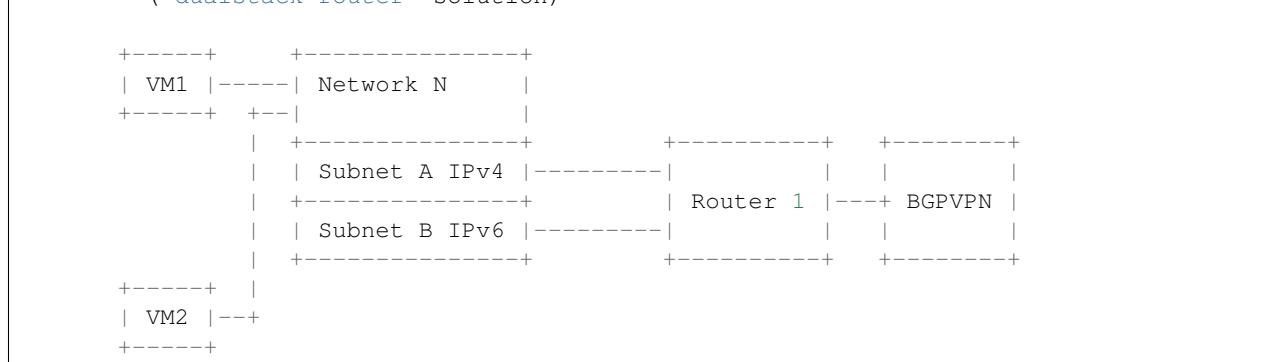 ("dualstack router" solution)
+-----+     +---------------+
| VM1 |-----| Network N     |
+-----+  +--|               |
         |  +---------------+         +----------+   +--------+
         |  | Subnet A IPv4 |---------|          |   |        |
         |  +---------------+         | Router 1 |---+ BGPVPN |
         |  | Subnet B IPv6 |---------|          |   |        |
         |  +---------------+         +----------+   +--------+
+-----+  |
| VM2 |--+
+-----+